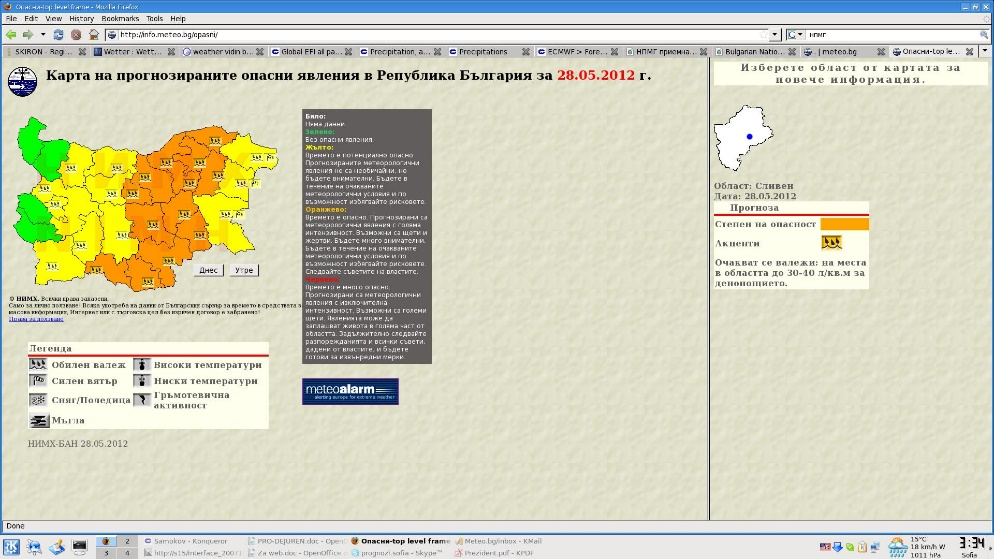 Опасни-top level frame - Mozilla Firefox
File Edit View History Bookmarks Tools Help
http://info.meteo.bg/opasni/
нпмг
SKIRON - Regi...
Wetter : Wett...
weather vidin b...
Global EFI all pa...
Precipitation, a...
Precipitations
ECMWF > Fore...
НПМГ приемна...
Bulgarian Natio...
. | meteo.bg
Опасни-top le...
Карта на прогнозираните опасни явления в Република България за 28.05.2012 г.
Бяло:
Няма данни.
Зелено:
Без опасни явления.
Жълто:
Времето е потенциално опасно.
Прогнозираните метеорологични
явления не са необичайни, но
бъдете внимателни. Бъдете в
течение на очакваните
метеорологични условия и по
възможност избягвайте рисковете.
Оранжево:
Времето е опасно. Прогнозирани са
метеорологични явления с голяма
интензивност. Възможни са щети и
жертви. Бъдете много внимателни.
Бъдете в течение на очакваните
метеорологични условия и по
възможност избягвайте рисковете.
Следвайте съветите на властите.
Времето е много опасно.
Прогнозирани са метеорологични
явления с изключителна
интензивност. Възможни са големи
щети. Явленията може да
заплашват живота в голяма част от
областта. Задължително следвайте
разпорежданията и всички съвети,
дадени от властите, и бъдете
готови за извънредни мерки.
Днес Утре
© НИМХ. Всички права запазени.
Само за лично ползване! Всяка употреба на данни от Българския сървър за времето в средствата
масова информация, Интернет или с търговска цел без изричен договор е забранено!
Права за ползване
Легенда
Обилен валеж Високи температури
Силен вятър Ниски температури
Сняг/Поледица Гръмотевична
активност
Мъгла
НИМХ-БАН 28.05.2012
meteoalarm
alerting europe for extreme weather
Изберете област от картата за
повече информация.
Област: Сливен
Дата: 28.05.2012
Прогноза
Степен на опасност
Акценти
Очакват се валежи: на места
в областта до 30-40 л/кв.м за
денонощието.
Done
2
3 4
Samokov - Konqueror
http://s15/interface_2007
PRO-DEJUREN.doc - OpenO
Za web.doc - OpenOffice.o
Опасни-top level fram
prognozi.sofia - Skype™
Meteo.bg/inbox - KMail
Prezident.pdf - KPDF
15°C
18 km/h W
1011 hPa
3:34
Sofia